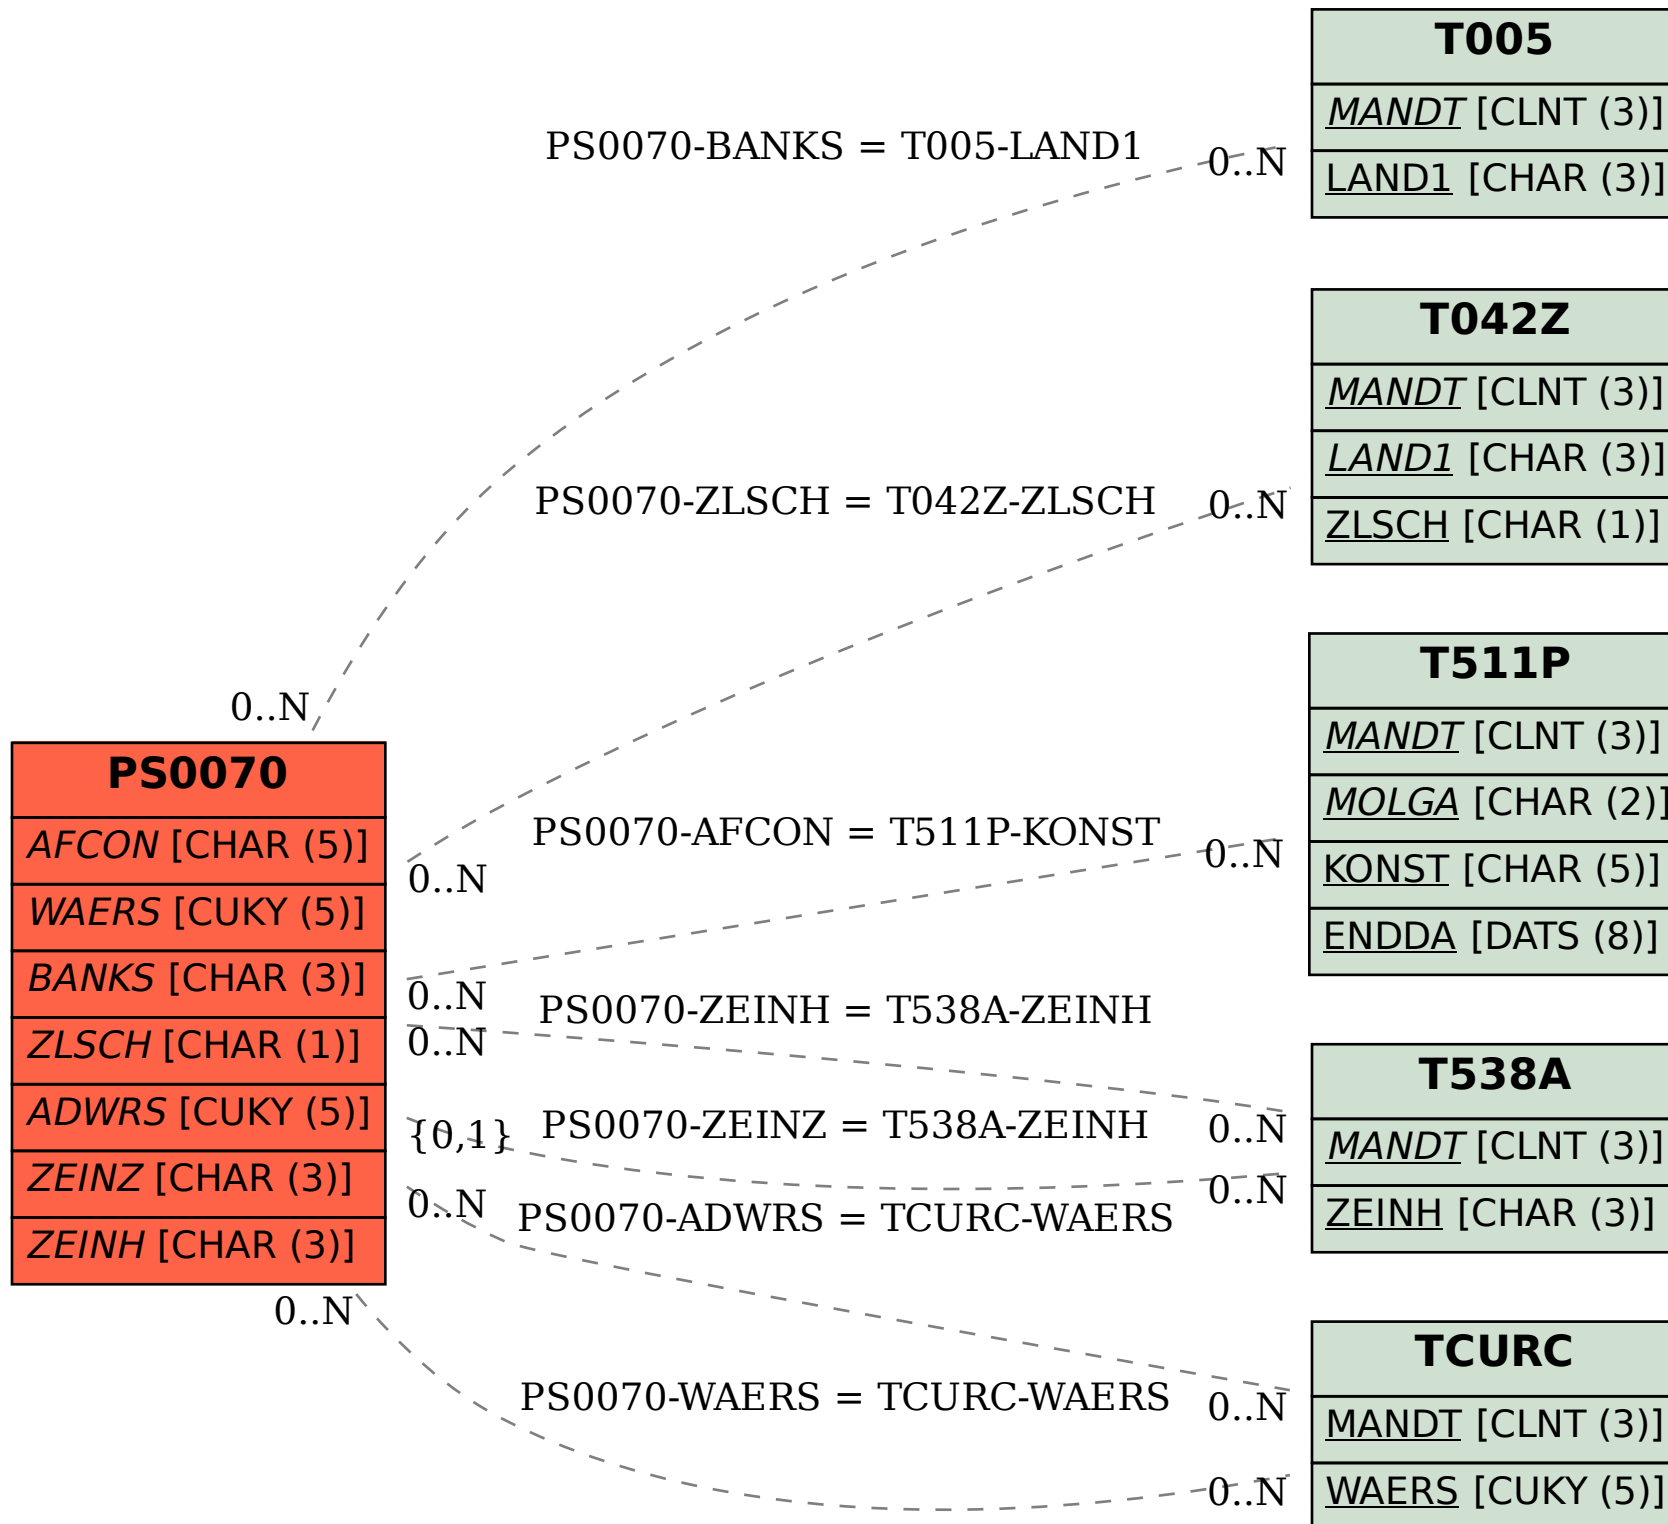 T005
MANDT [CLNT (3)]
LAND1 [CHAR (3)]
PS0070-BANKS = T005-LAND1
0..N
0..N
T042Z
MANDT [CLNT (3)]
LAND1 [CHAR (3)]
ZLSCH [CHAR (1)]
PS0070-ZLSCH = T042Z-ZLSCH
0..N
0..N
T511P
MANDT [CLNT (3)]
MOLGA [CHAR (2)]
KONST [CHAR (5)]
ENDDA [DATS (8)]
PS0070-AFCON = T511P-KONST
0..N
0..N
PS0070
AFCON [CHAR (5)]
WAERS [CUKY (5)]
BANKS [CHAR (3)]
ZLSCH [CHAR (1)]
ADWRS [CUKY (5)]
ZEINZ [CHAR (3)]
ZEINH [CHAR (3)]
PS0070-ZEINH = T538A-ZEINH
0..N
0..N
T538A
MANDT [CLNT (3)]
ZEINH [CHAR (3)]
PS0070-ZEINZ = T538A-ZEINH
{0,1}
0..N
PS0070-ADWRS = TCURC-WAERS
0..N
0..N
TCURC
MANDT [CLNT (3)]
WAERS [CUKY (5)]
PS0070-WAERS = TCURC-WAERS
0..N
0..N